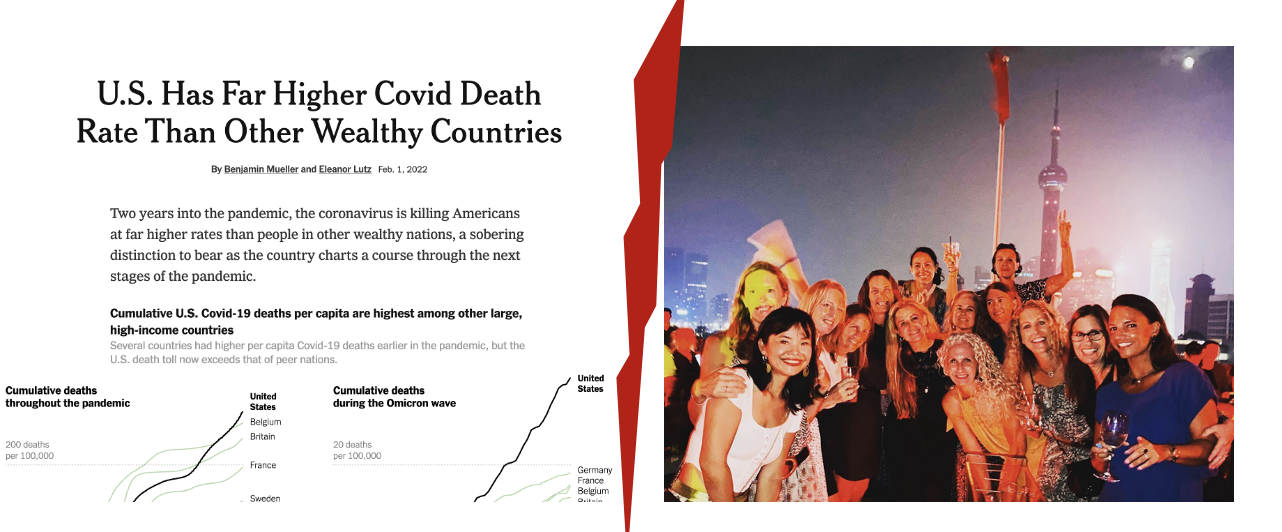 U.S. Has Far Higher Covid Death
Rate Than Other Wealthy Countries
By Benjamin Mueller and Eleanor Lutz Feb. 1, 2022
Two years into the pandemic, the coronavirus is killing Americans
at far higher rates than people in other wealthy nations, a sobering
distinction to bear as the country charts a course through the next
stages of the pandemic.
Cumulative U.S. Covid-19 deaths per capita are highest among other large,
high-income countries
Several countries had higher per capita Covid-19 deaths earlier in the pandemic, but the
U.S. death toll now exceeds that of peer nations.
Cumulative deaths
throughout the pandemic
200 deaths
per 100,000
United
States
Belgium
Britain
France
Sweden
Cumulative deaths
during the Omicron wave
20 deaths
per 100,000
United
States
Germany
France
Belgium
Britain